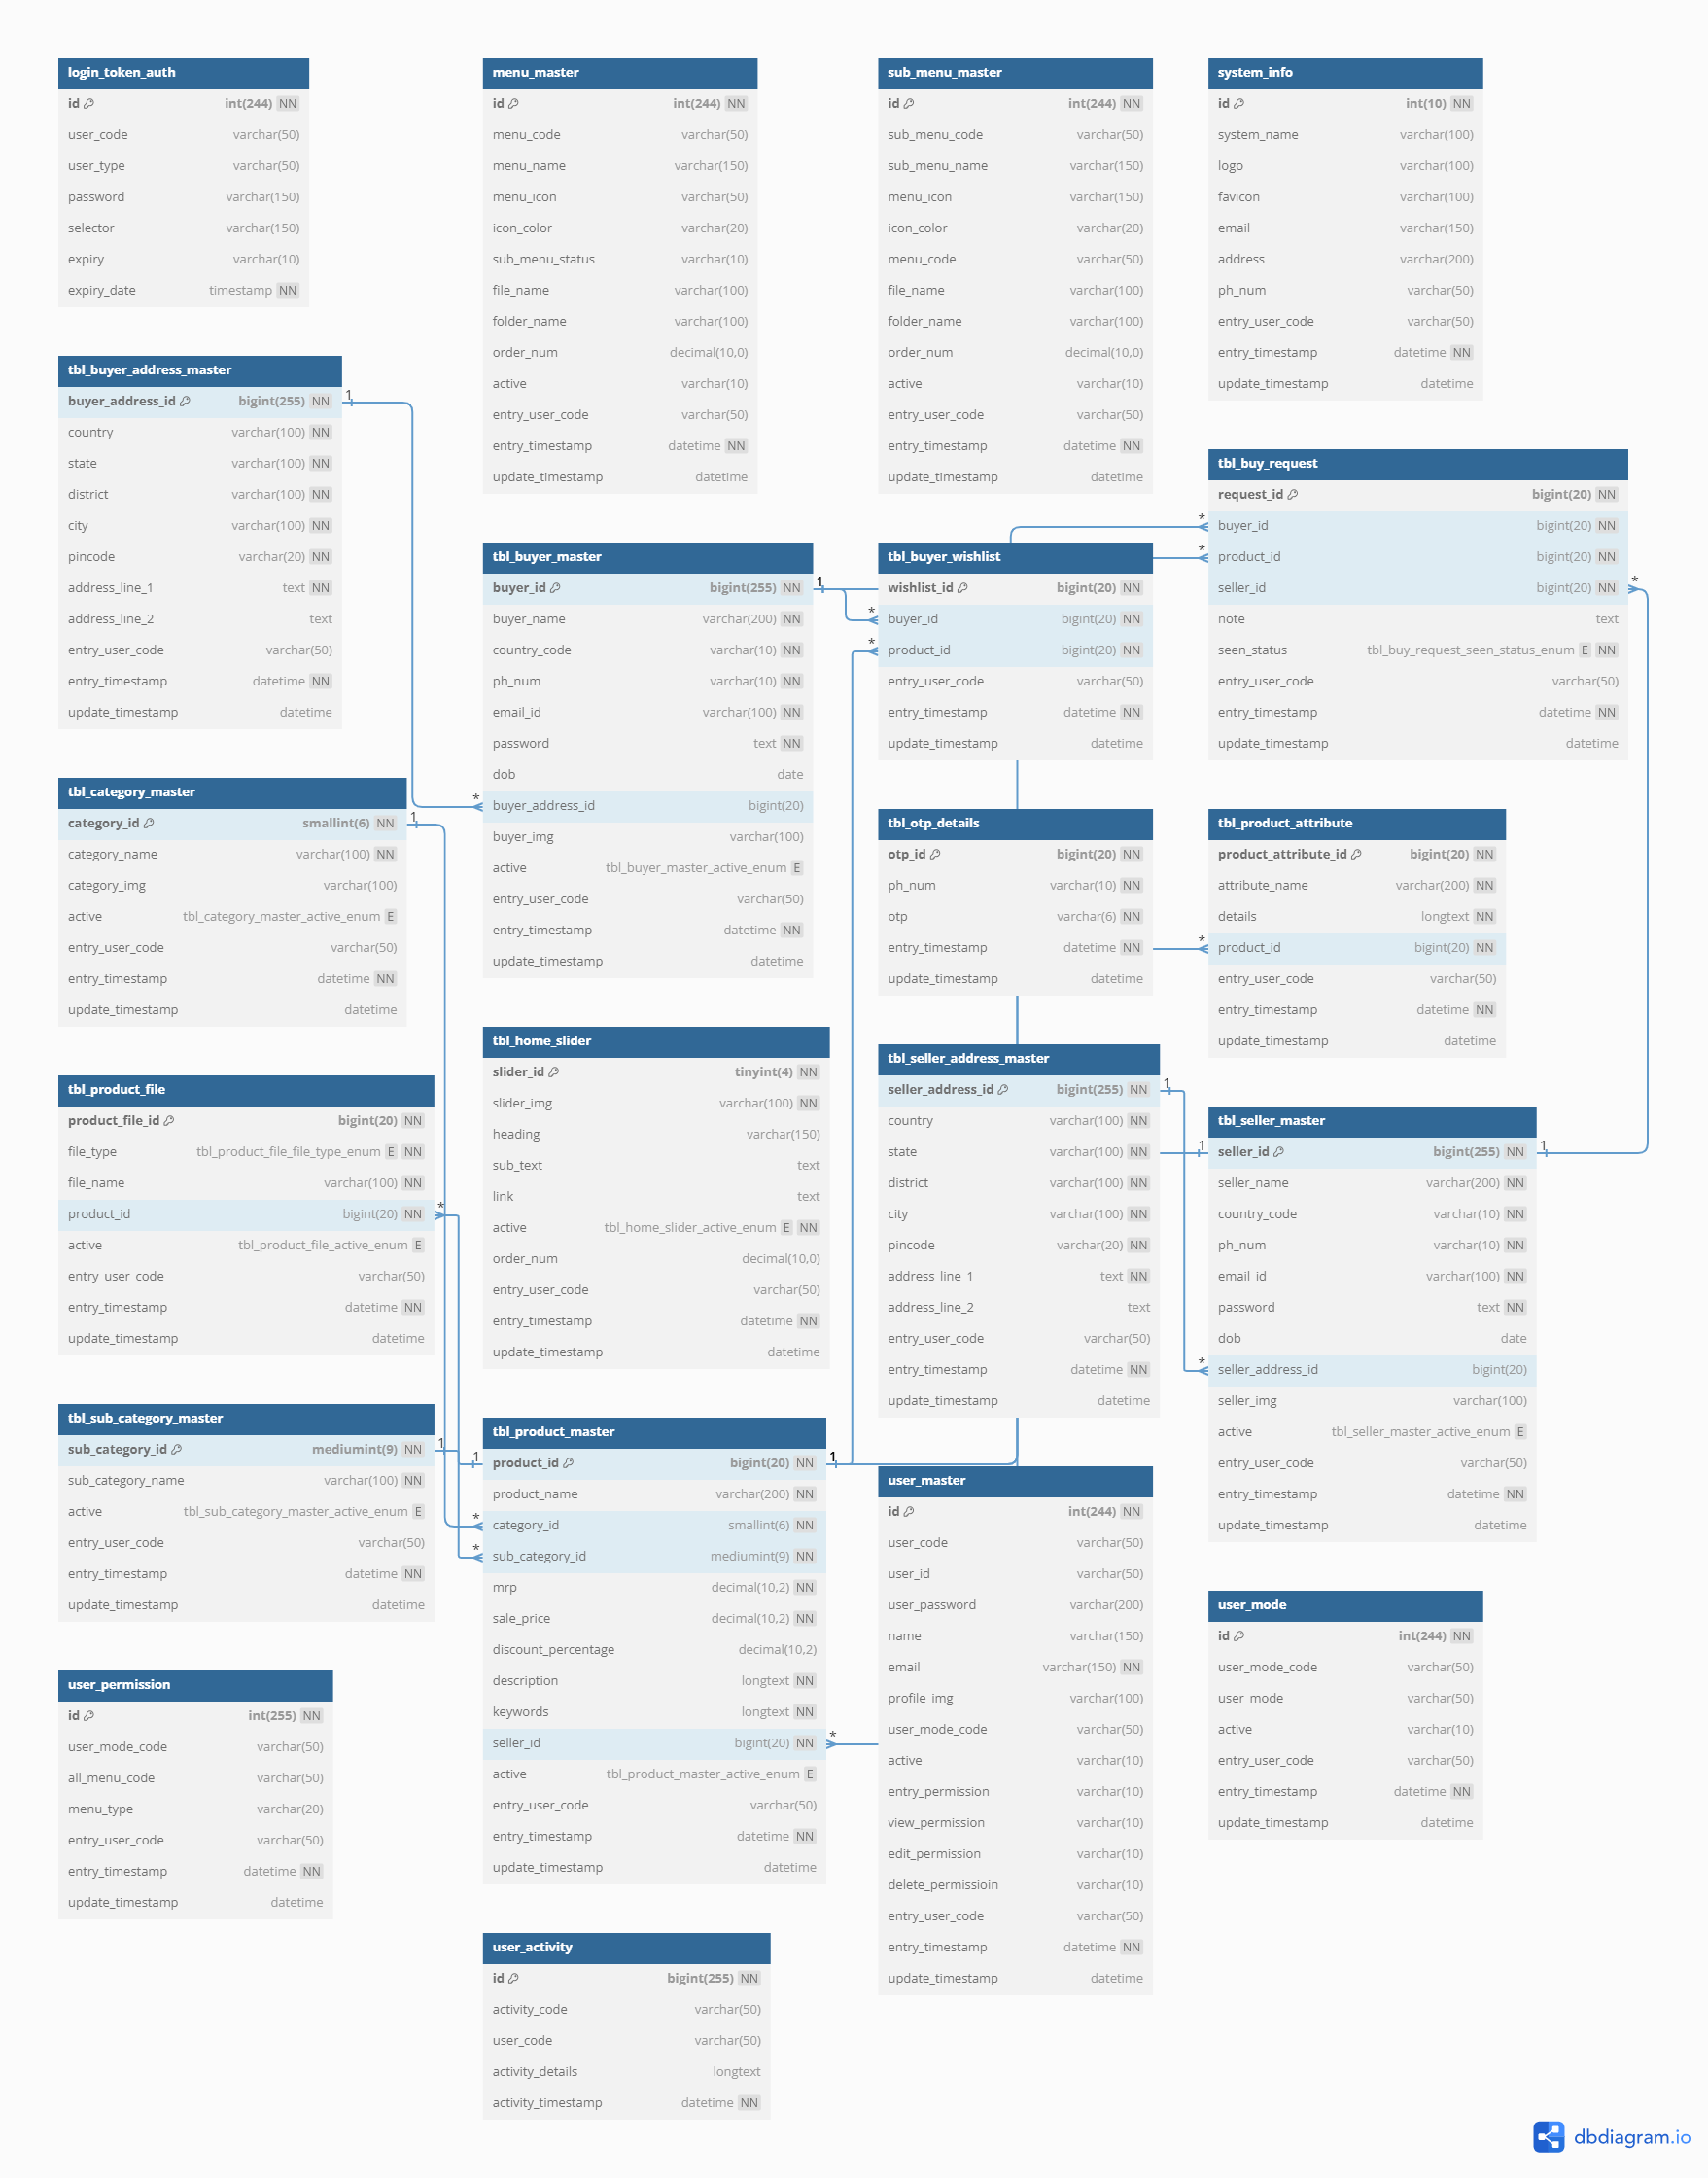 login_token_auth
id int(244) NN
user_code varchar(50)
user_type varchar(50)
password varchar(150)
selector varchar(150)
expiry varchar(10)
expiry_date timestamp NN
menu_master
id int(244) NN
menu_code varchar(50)
menu_name varchar(150)
menu_icon varchar(50)
icon_color varchar(20)
sub_menu_status varchar(10)
file_name varchar(100)
folder_name varchar(100)
order_num decimal(10,0)
active varchar(10)
entry_user_code varchar(50)
entry_timestamp datetime NN
update_timestamp datetime
sub_menu_master
id int(244) NN
sub_menu_code varchar(50)
sub_menu_name varchar(150)
menu_icon varchar(150)
icon_color varchar(20)
menu_code varchar(50)
file_name varchar(100)
folder_name varchar(100)
order_num decimal(10,0)
active varchar(10)
entry_user_code varchar(50)
entry_timestamp datetime NN
update_timestamp datetime
system_info
id int(10) NN
system_name varchar(100)
logo varchar(100)
favicon varchar(100)
email varchar(150)
address varchar(200)
ph_num varchar(50)
entry_user_code varchar(50)
entry_timestamp datetime NN
update_timestamp datetime
tbl_buyer_address_master
buyer_address_id bigint(255) NN 1
country varchar(100) NN
state varchar(100) NN
district varchar(100) NN
city varchar(100) NN
pincode varchar(20) NN
address_line_1 text NN
address_line_2 text
entry_user_code varchar(50)
entry_timestamp datetime NN
update_timestamp datetime
tbl_buyer_master
buyer_id bigint(255) NN 1
buyer_name varchar(200) NN
country_code varchar(10) NN
ph_num varchar(10) NN
email_id varchar(100) NN
password text NN
dob date
* buyer_address_id bigint(20)
buyer_img varchar(100)
active tbl_buyer_master_active_enum E
entry_user_code varchar(50)
entry_timestamp datetime NN
update_timestamp datetime
tbl_buyer_wishlist
wishlist_id bigint(20) NN
* buyer_id bigint(20) NN
* product_id bigint(20) NN
entry_user_code varchar(50)
entry_timestamp datetime NN
update_timestamp datetime
tbl_buy_request
request_id bigint(20) NN
* buyer_id bigint(20) NN
* product_id bigint(20) NN
seller_id bigint(20) NN *
note text
seen_status tbl_buy_request_seen_status_enum E NN
entry_user_code varchar(50)
entry_timestamp datetime NN
update_timestamp datetime
tbl_category_master
category_id smallint(6) NN 1
category_name varchar(100) NN
category_img varchar(100)
active tbl_category_master_active_enum E
entry_user_code varchar(50)
entry_timestamp datetime NN
update_timestamp datetime
tbl_otp_details
otp_id bigint(20) NN
ph_num varchar(10) NN
otp varchar(6) NN
entry_timestamp datetime NN
update_timestamp datetime
tbl_product_attribute
product_attribute_id bigint(20) NN
attribute_name varchar(200) NN
details longtext NN
* product_id bigint(20) NN
entry_user_code varchar(50)
entry_timestamp datetime NN
update_timestamp datetime
tbl_product_file
product_file_id bigint(20) NN
file_type tbl_product_file_file_type_enum E NN
file_name varchar(100) NN
product_id bigint(20) NN *
active tbl_product_file_active_enum E
entry_user_code varchar(50)
entry_timestamp datetime NN
update_timestamp datetime
tbl_home_slider
slider_id tinyint(4) NN
slider_img varchar(100) NN
heading varchar(150)
sub_text text
link text
active tbl_home_slider_active_enum E NN
order_num decimal(10,0)
entry_user_code varchar(50)
entry_timestamp datetime NN
update_timestamp datetime
tbl_seller_address_master
seller_address_id bigint(255) NN 1
country varchar(100) NN
state varchar(100) NN
district varchar(100) NN
city varchar(100) NN
pincode varchar(20) NN
address_line_1 text NN
address_line_2 text
entry_user_code varchar(50)
entry_timestamp datetime NN
update_timestamp datetime
tbl_seller_master
1 seller_id bigint(255) NN 1
seller_name varchar(200) NN
country_code varchar(10) NN
ph_num varchar(10) NN
email_id varchar(100) NN
password text NN
dob date
* seller_address_id bigint(20)
seller_img varchar(100)
active tbl_seller_master_active_enum E
entry_user_code varchar(50)
entry_timestamp datetime NN
update_timestamp datetime
tbl_sub_category_master
sub_category_id mediumint(9) NN 1
sub_category_name varchar(100) NN
active tbl_sub_category_master_active_enum E
entry_user_code varchar(50)
entry_timestamp datetime NN
update_timestamp datetime
tbl_product_master
1 product_id bigint(20) NN 1
product_name varchar(200) NN
* category_id smallint(6) NN
* sub_category_id mediumint(9) NN
mrp decimal(10,2) NN
sale_price decimal(10,2) NN
discount_percentage decimal(10,2)
description longtext NN
keywords longtext NN
seller_id bigint(20) NN *
active tbl_product_master_active_enum E
entry_user_code varchar(50)
entry_timestamp datetime NN
update_timestamp datetime
user_master
id int(244) NN
user_code varchar(50)
user_id varchar(50)
user_password varchar(200)
name varchar(150)
email varchar(150) NN
profile_img varchar(100)
user_mode_code varchar(50)
active varchar(10)
entry_permission varchar(10)
view_permission varchar(10)
edit_permission varchar(10)
delete_permissioin varchar(10)
entry_user_code varchar(50)
entry_timestamp datetime NN
update_timestamp datetime
user_mode
id int(244) NN
user_mode_code varchar(50)
user_mode varchar(50)
active varchar(10)
entry_user_code varchar(50)
entry_timestamp datetime NN
update_timestamp datetime
user_permission
id int(255) NN
user_mode_code varchar(50)
all_menu_code varchar(50)
menu_type varchar(20)
entry_user_code varchar(50)
entry_timestamp datetime NN
update_timestamp datetime
user_activity
id bigint(255) NN
activity_code varchar(50)
user_code varchar(50)
activity_details longtext
activity_timestamp datetime NN
dbdiagram.io